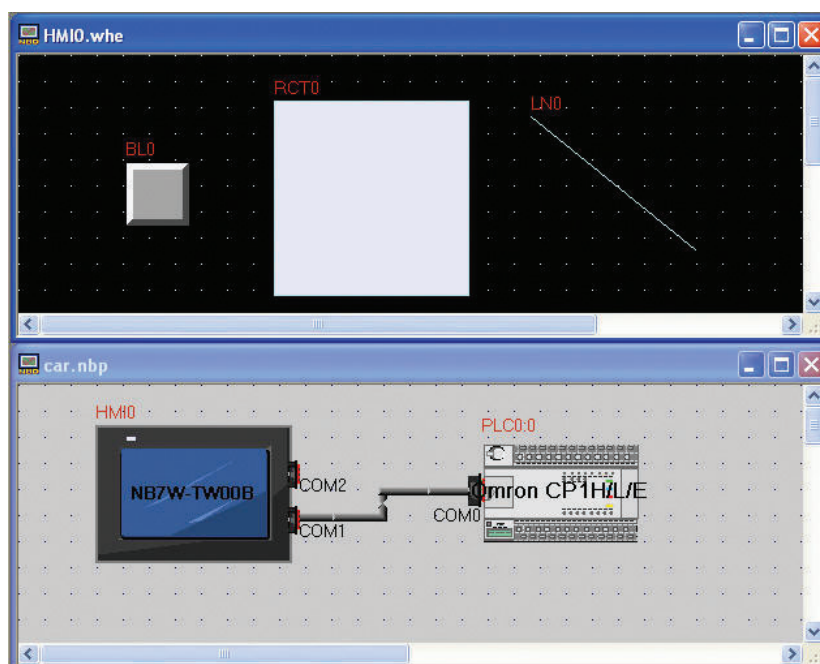 HMI0.whe
RCT0
LN0
BL0
car.nbp
HMI0
PLC0:0
NB7W-TW00B
COM2
Omron CP1H/L/E
COM0
COM1